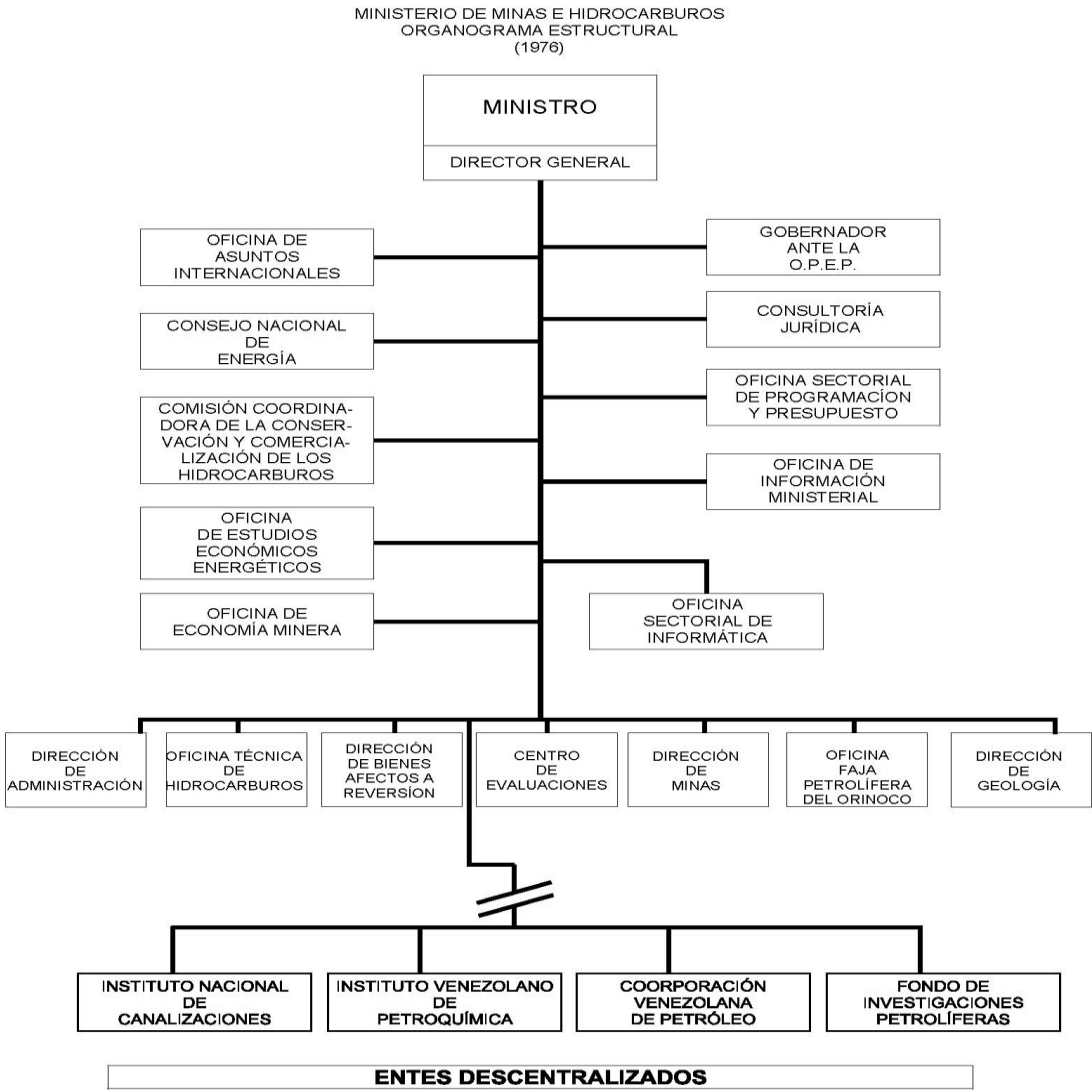 MINISTERIO DE MINAS E HIDROCARBUROS
ORGANOGRAMA ESTRUCTURAL
(1976)
MINISTRO
DIRECTOR GENERAL
OFICINA DE
ASUNTOS
INTERNACIONALES
GOBERNADOR
ANTE LA
O.P.E.P.
CONSEJO NACIONAL
DE
ENERGÍA
CONSULTORÍA
JURÍDICA
COMISIÓN COORDINA-
DORA DE LA CONSER-
VACIÓN Y COMERCIA-
LIZACIÓN DE LOS
HIDROCARBUROS
OFICINA SECTORIAL
DE PROGRAMACÍON
Y PRESUPUESTO
OFICINA DE
INFORMACIÓN
MINISTERIAL
OFICINA
DE ESTUDIOS
ECONÓMICOS
ENERGÉTICOS
OFICINA DE
ECONOMÍA MINERA
OFICINA
SECTORIAL DE
INFORMÁTICA
DIRECCIÓN
DE
ADMINISTRACIÓN
OFICINA TÉCNICA
DE
HIDROCARBUROS
DIRECCIÓN
DE BIENES
AFECTOS A
REVERSÍON
CENTRO
DE
EVALUACIONES
DIRECCIÓN
DE
MINAS
OFICINA
FAJA
PETROLÍFERA
DEL ORINOCO
DIRECCIÓN
DE
GEOLOGÍA
INSTITUTO NACIONAL
DE
CANALIZACIONES
INSTITUTO VENEZOLANO
DE
PETROQUÍMICA
COORPORACIÓN
VENEZOLANA
DE PETRÓLEO
FONDO DE
INVESTIGACIONES
PETROLÍFERAS
ENTES DESCENTRALIZADOS